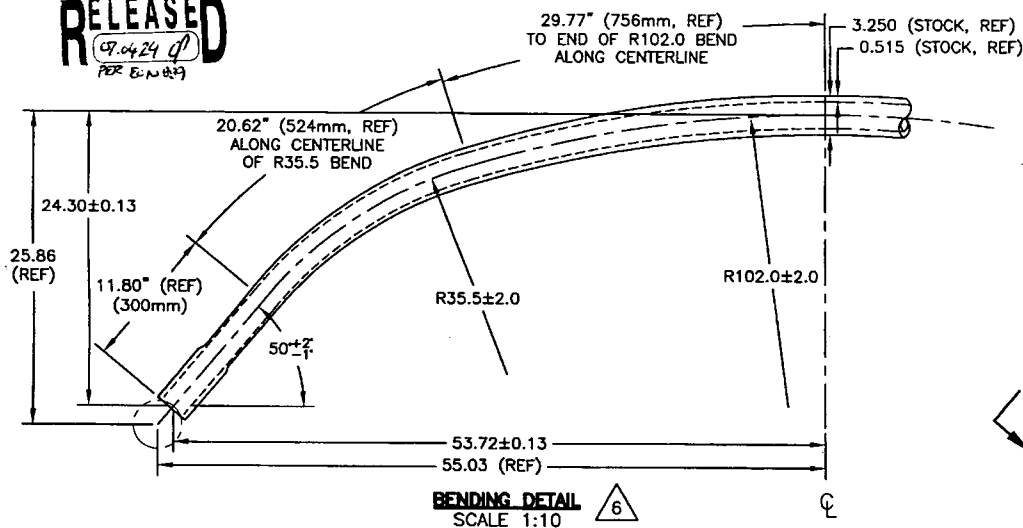 RELEASED
07.04.24
PER
29.77" (756mm, REF)
TO END OF R102.0 BEND
ALONG CENTERLINE
3.250 (STOCK, REF)
0.515 (STOCK, REF)
20.62" (524mm, REF)
ALONG CENTERLINE
OF R35.5 BEND
24.30±0.13
25.86
(REF)
11.80" (REF)
(300mm)
R35.5±2.0
R102.0±2.0
50°+2°
-1°
53.72±0.13
55.03 (REF)
BENDING DETAIL
6
SCALE 1:10
℄